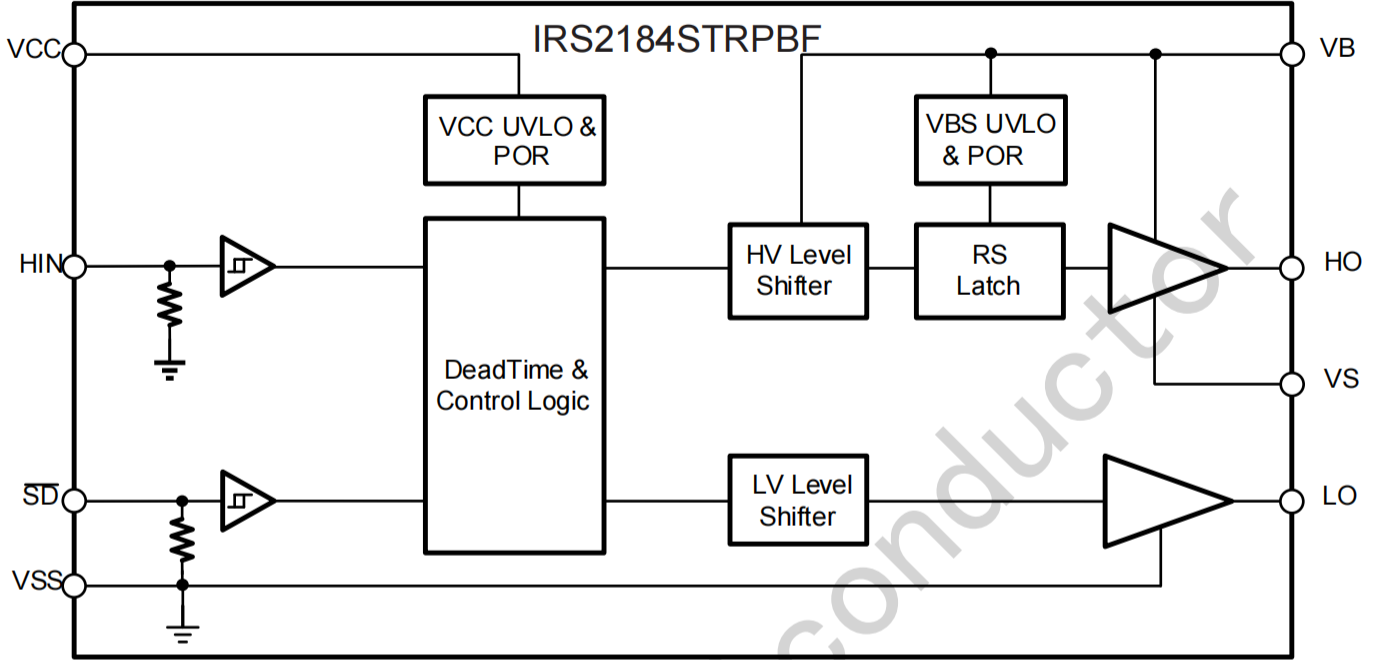 IRS2184STRPBF
VCC
VB
VCC UVLO &
POR
VBS UVLO
& POR
HIN
HV Level
Shifter
RS
Latch
HO
DeadTime &
Control Logic
VS
SD
LV Level
Shifter
LO
VSS
conductor